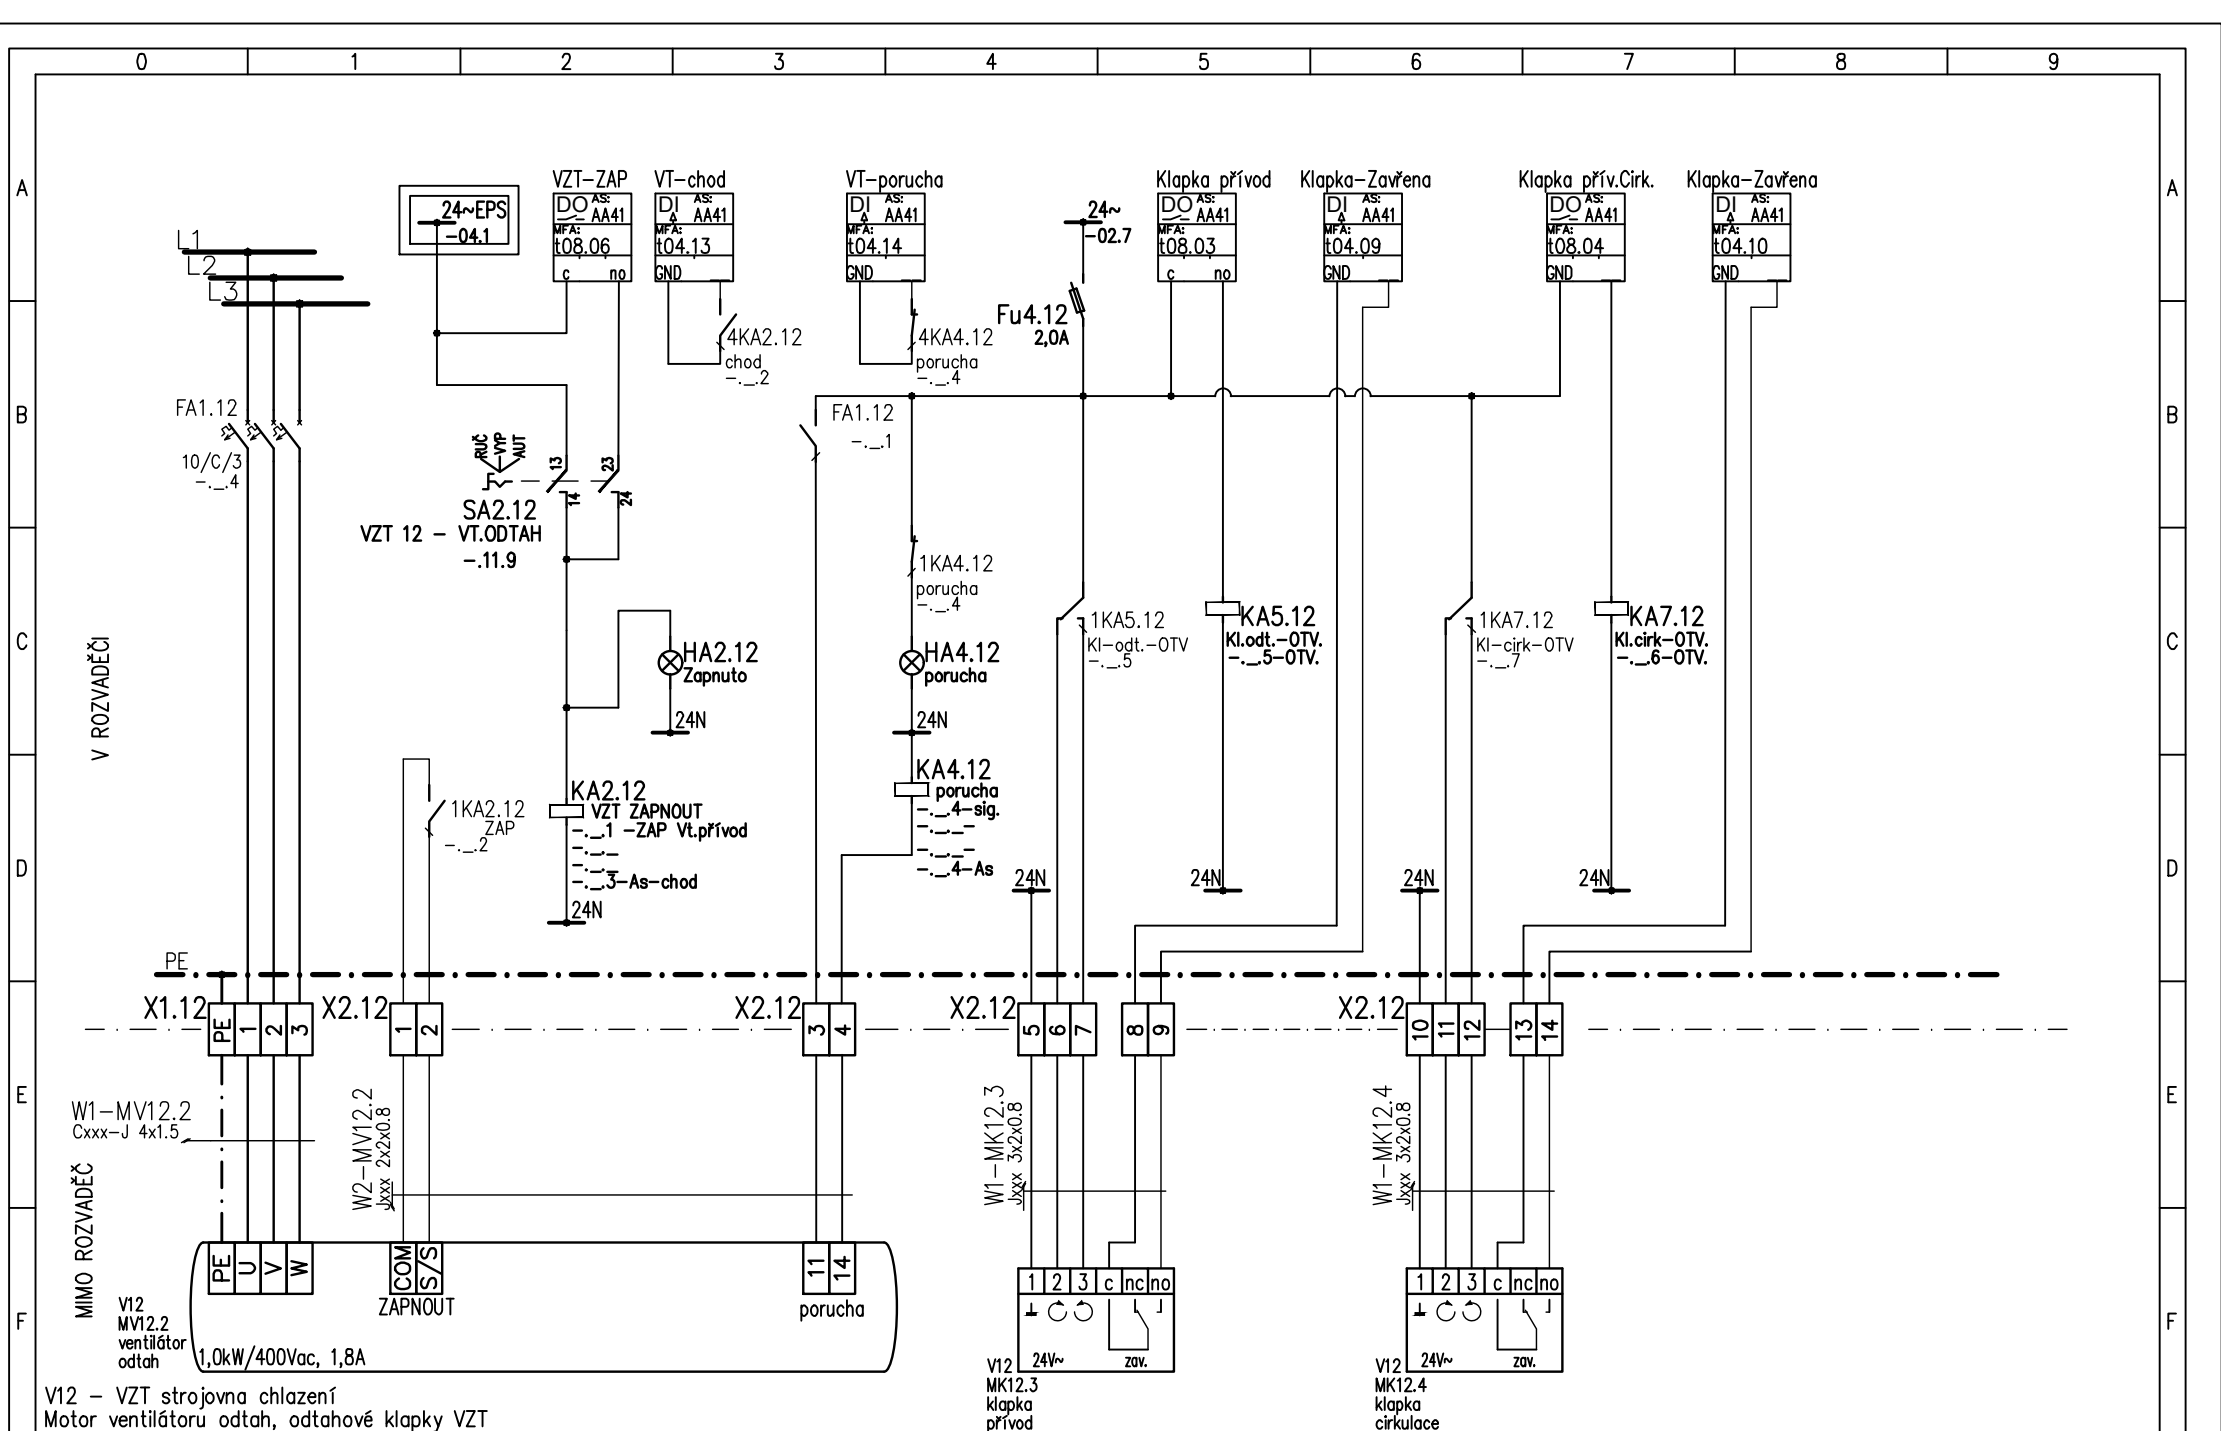 0 1 2 3 4 5 6 7 8 9
A A
B B
C C
D D
E E
F F
24~EPS
-04.1
L1
L2
L3
VZT-ZAP
DO AS: AA41
MFA:
t08.06
c no
VT-chod
DI AS: AA41
MFA:
t04.13
GND
VT-porucha
DI AS: AA41
MFA:
t04.14
GND
24~
-02.7
Klapka přívod
DO AS: AA41
MFA:
t08.03
c no
Klapka-Zavřena
DI AS: AA41
MFA:
t04.09
GND
Klapka přív.Cirk.
DO AS: AA41
MFA:
t08.04
c no
Klapka-Zavřena
DI AS: AA41
MFA:
t04.10
GND
4KA2.12
chod
-._.2
4KA4.12
porucha
-._.4
Fu4.12
2,0A
FA1.12
10/C/3
-._.4
FA1.12
-._.1
RUČ
VYP
AUT
13
14
23
24
SA2.12
VZT 12 - VT.ODTAH
-.11.9
1KA4.12
porucha
-._.4
1KA5.12
Kl-odt.-OTV
-._.5
KA5.12
Kl.odt.-OTV.
-._.5-OTV.
1KA7.12
Kl-cirk-OTV
-._.7
KA7.12
Kl.cirk-OTV.
-._.6-OTV.
HA2.12
Zapnuto
24N
HA4.12
porucha
24N
V ROZVADĚČI
1KA2.12
ZAP
-._.2
KA2.12
VZT ZAPNOUT
-._.1 -ZAP Vt.přívod
-._._
-._._
-._.3-As-chod
24N
KA4.12
porucha
-._.4-sig.
-._._-
-._._-
-._.4-As
24N
24N
24N
24N
PE
X1.12 PE 1 2 3
X2.12 1 2
X2.12 3 4
X2.12 5 6 7 8 9
X2.12 10 11 12 13 14
W1-MV12.2
Cxxx-J 4x1.5
W2-MV12.2
Jxxx 2x2x0.8
W1-MK12.3
Jxxx 3x2x0.8
W1-MK12.4
Jxxx 3x2x0.8
MIMO ROZVADĚČ
PE U V W
COM S/S
ZAPNOUT
11 14
porucha
V12
MV12.2
ventilátor
odtah
1,0kW/400Vac, 1,8A
1 2 3 c nc no
24V~ zav.
V12
MK12.3
klapka
přívod
1 2 3 c nc no
24V~ zav.
V12
MK12.4
klapka
cirkulace
V12 - VZT strojovna chlazení
Motor ventilátoru odtah, odtahové klapky VZT